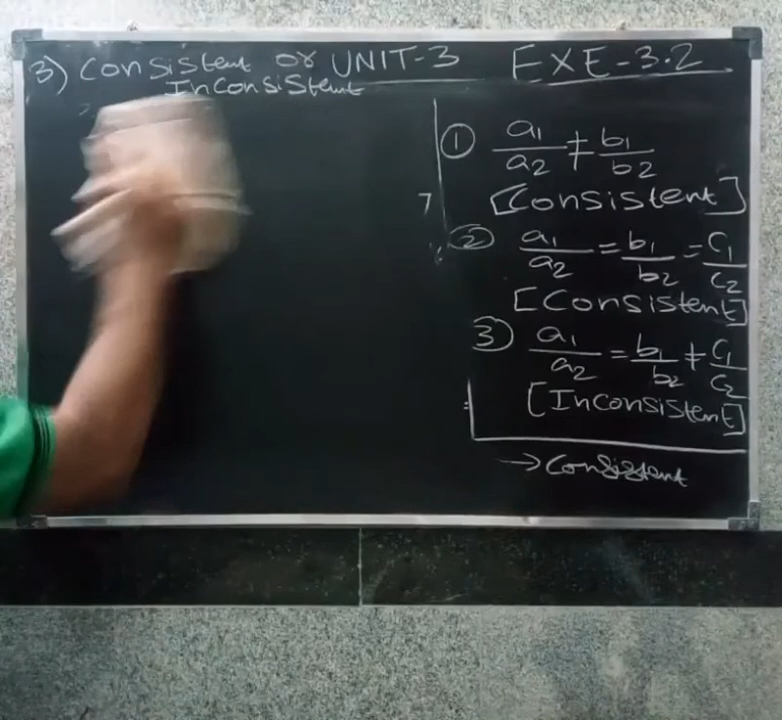 3) Consistent or UNIT-3 EXE-3.2
Inconsistent
① a1/a2 ≠ b1/b2
[Consistent]
7
② a1/a2 = b1/b2 = c1/c2
[Consistent]
③ a1/a2 = b1/b2 ≠ c1/c2
[Inconsistent]
→ Consistent